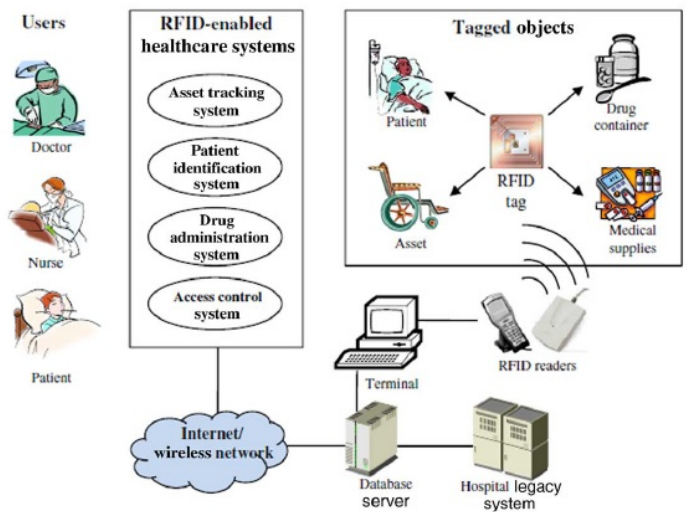 Users
Doctor
Nurse
Patient
RFID-enabled
healthcare systems
Asset tracking
system
Patient
identification
system
Drug
administration
system
Access control
system
Tagged objects
Patient
Drug
container
RFID
tag
Asset
Medical
supplies
RFID readers
Terminal
Internet/
wireless network
Database
server
Hospital legacy
system